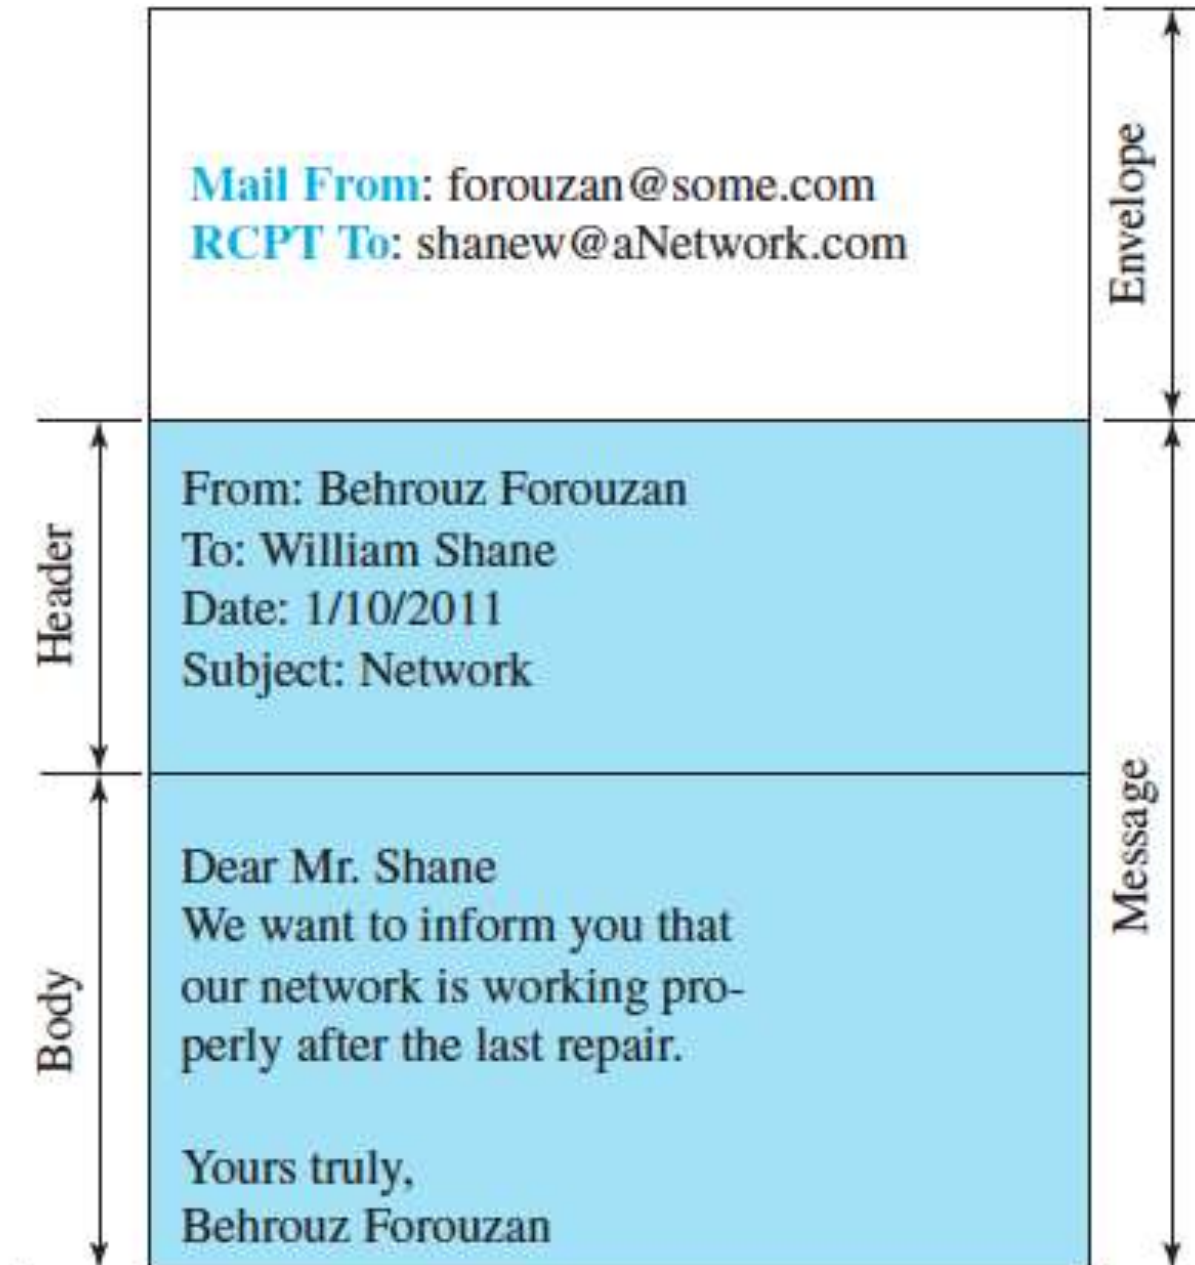 Mail From: forouzan@some.com
RCPT To: shanew@aNetwork.com
Envelope
Header
From: Behrouz Forouzan
To: William Shane
Date: 1/10/2011
Subject: Network
Message
Body
Dear Mr. Shane
We want to inform you that
our network is working pro-
perly after the last repair.
Yours truly,
Behrouz Forouzan